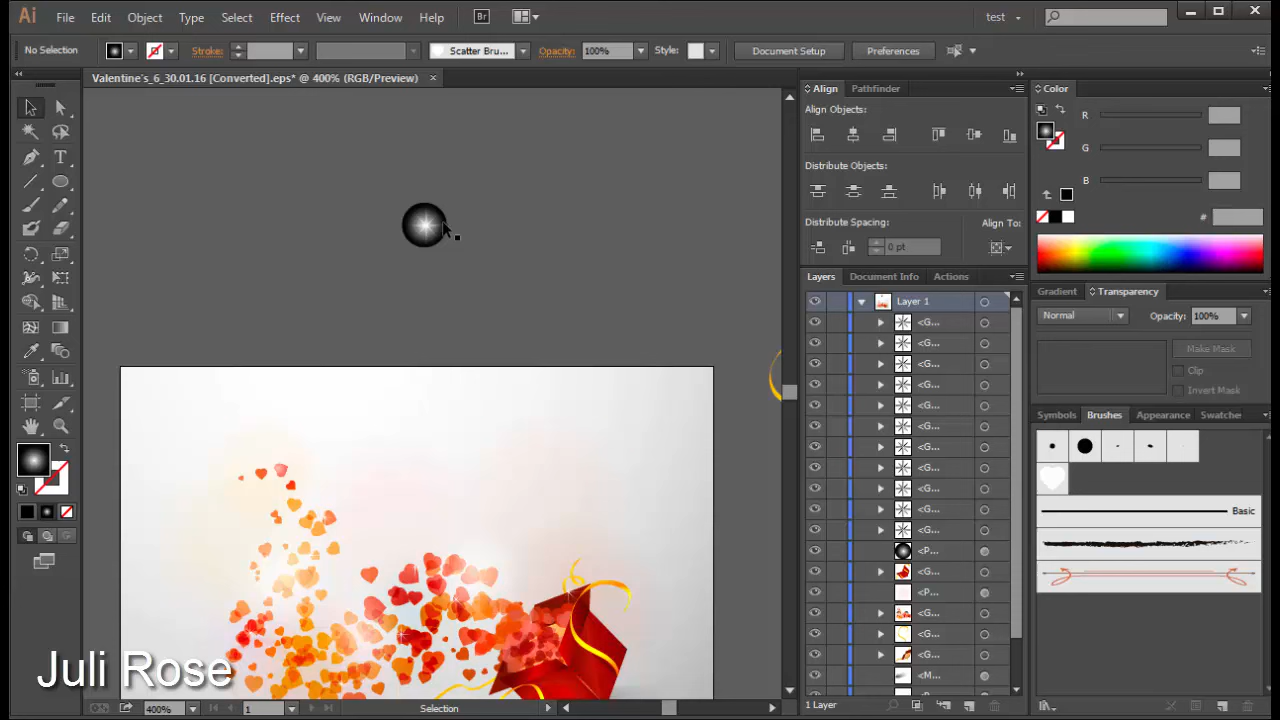 Ai File Edit Object Type Select Effect View Window Help Br test
No Selection Stroke: Scatter Bru... Opacity: 100% Style: Document Setup Preferences
Valentine's_6_30.01.16 [Converted].eps* @ 400% (RGB/Preview) ×
Align Pathfinder
Align Objects:
Distribute Objects:
Distribute Spacing: Align To:
0 pt
Color
R
G
B
#
Layers Document Info Actions
Layer 1
<G...
<G...
<G...
<G...
<G...
<G...
<G...
<G...
<G...
<G...
<G...
<P...
<G...
<P...
<G...
<G...
<G...
<M...
1 Layer
Gradient Transparency
Normal Opacity: 100%
Make Mask
Clip
Invert Mask
Symbols Brushes Appearance Swatches
Basic
Juli Rose
400% 1 Selection